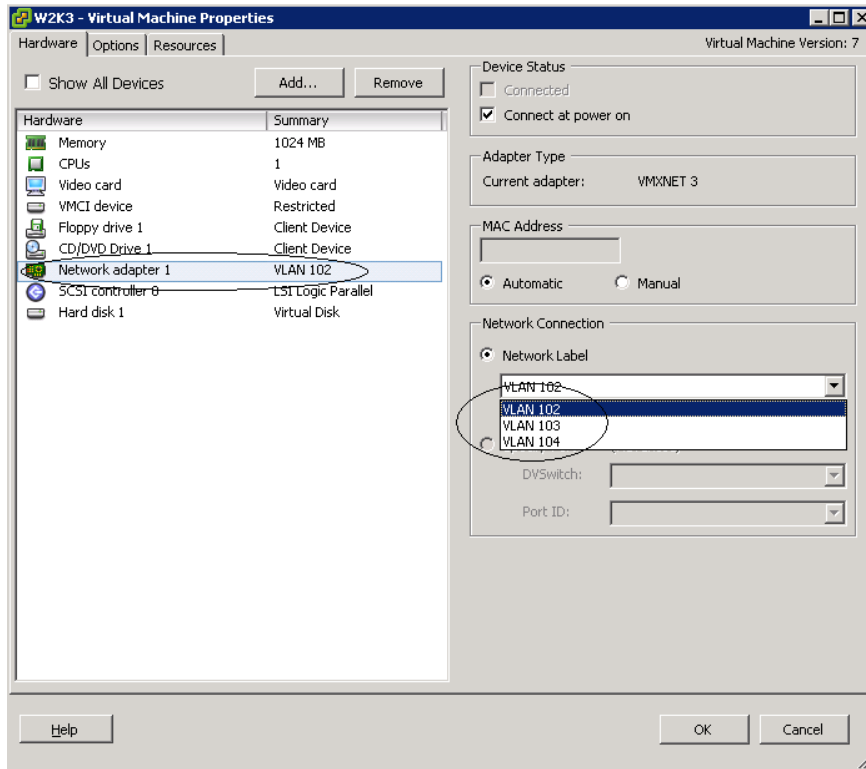 W2K3 - Virtual Machine Properties
Hardware Options Resources Virtual Machine Version: 7
Show All Devices Add... Remove
Hardware Summary
Memory 1024 MB
CPUs 1
Video card Video card
VMCI device Restricted
Floppy drive 1 Client Device
CD/DVD Drive 1 Client Device
Network adapter 1 VLAN 102
SCSI controller 0 LSI Logic Parallel
Hard disk 1 Virtual Disk
Device Status
Connected
Connect at power on
Adapter Type
Current adapter: VMXNET 3
MAC Address
Automatic Manual
Network Connection
Network Label
VLAN 102
VLAN 102
VLAN 103
VLAN 104
DVSwitch:
Port ID:
Help OK Cancel